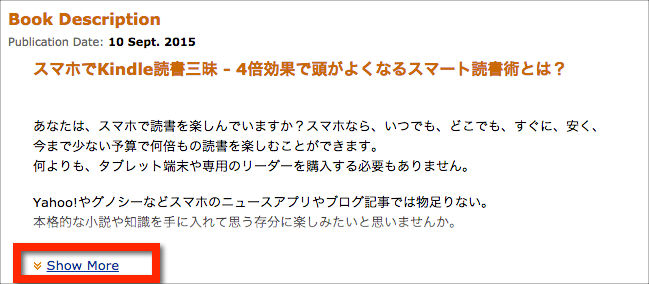 Book Description
Publication Date: 10 Sept. 2015
スマホでKindle読書三昧 - 4倍効果で頭がよくなるスマート読書術とは？
あなたは、スマホで読書を楽しんでいますか？スマホなら、いつでも、どこでも、すぐに、安く、
今まで少ない予算で何倍もの読書を楽しむことができます。
何よりも、タブレット端末や専用のリーダーを購入する必要もありません。
Yahoo!やグノシーなどスマホのニュースアプリやブログ記事では物足りない。
本格的な小説や知識を手に入れて思う存分に楽しみたいと思いませんか。
Show More